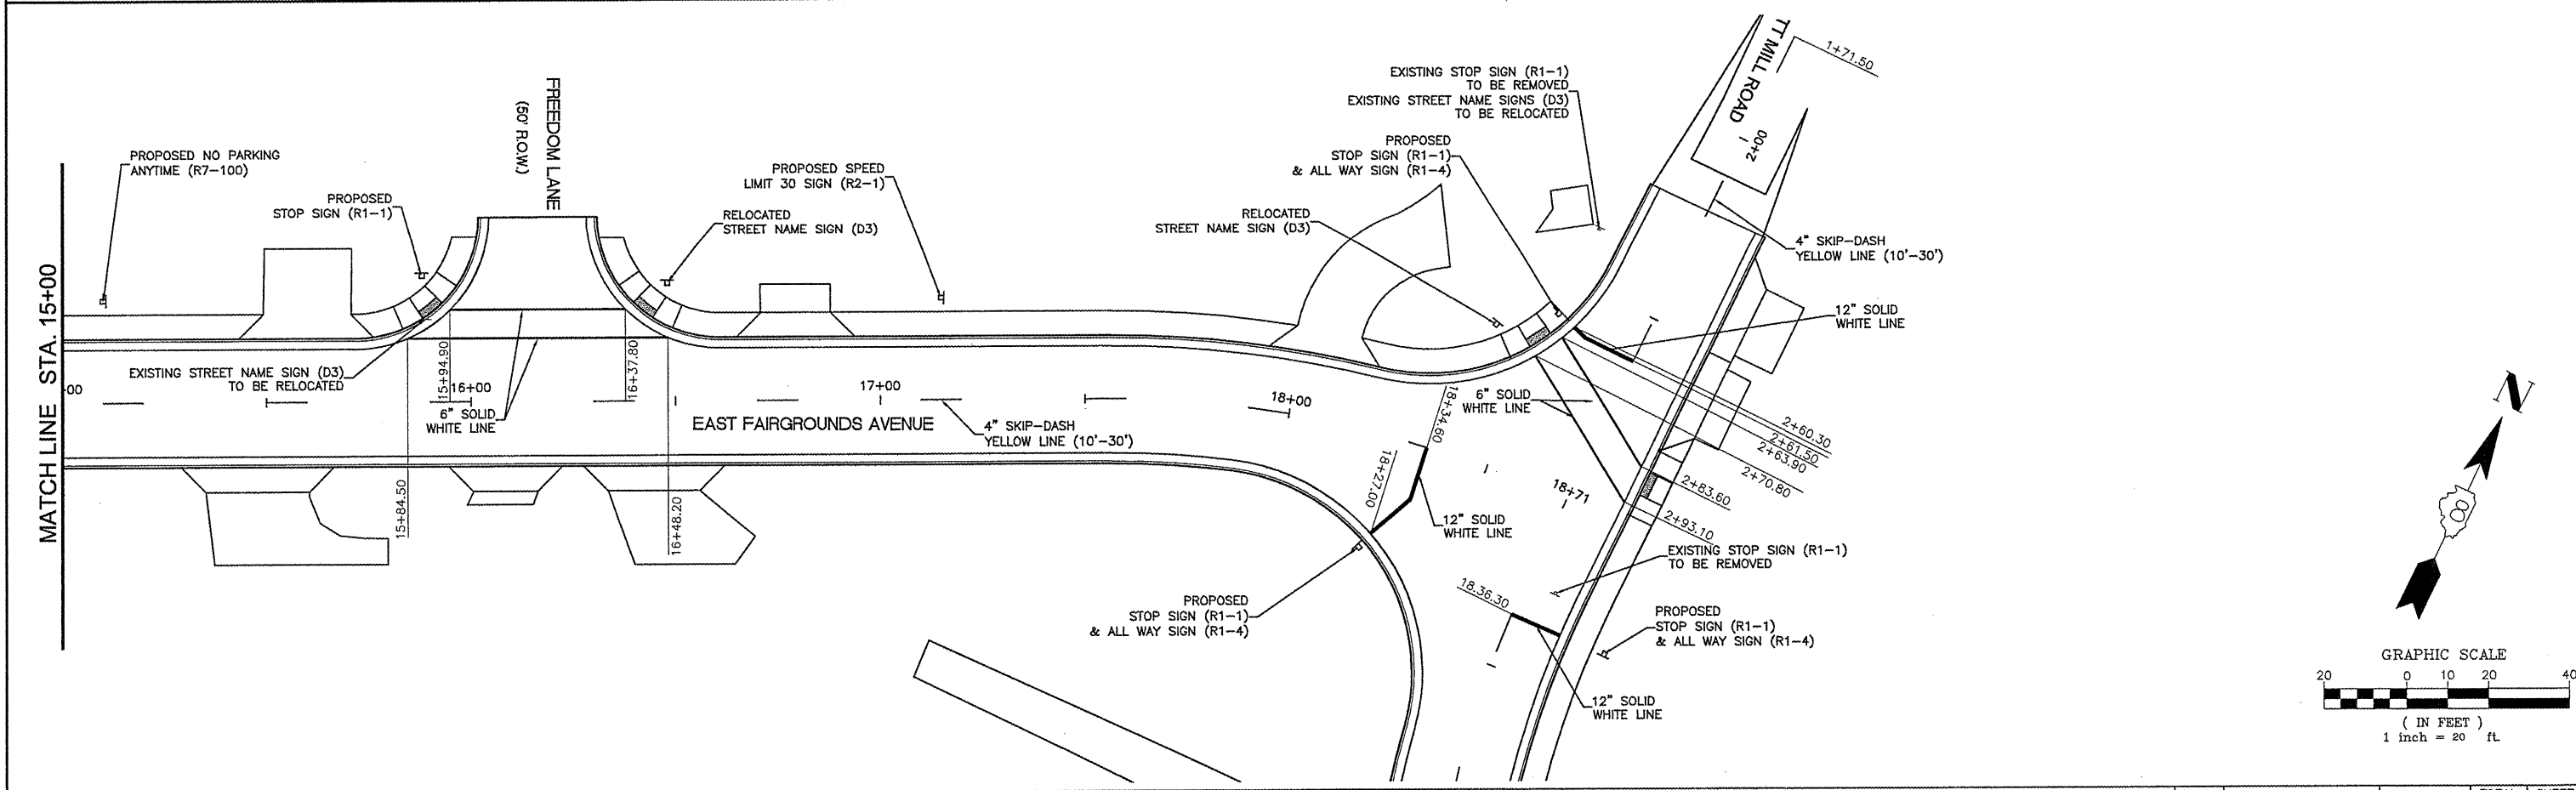 MATCH LINE STA. 15+00
PROPOSED NO PARKING
ANYTIME (R7-100)
PROPOSED
STOP SIGN (R1-1)
FREEDOM LANE
(50' R.O.W.)
RELOCATED
STREET NAME SIGN (D3)
PROPOSED SPEED
LIMIT 30 SIGN (R2-1)
EXISTING STOP SIGN (R1-1)
TO BE REMOVED
EXISTING STREET NAME SIGNS (D3)
TO BE RELOCATED
PROPOSED
STOP SIGN (R1-1)
& ALL WAY SIGN (R1-4)
RELOCATED
STREET NAME SIGN (D3)
TT MILL ROAD
1+71.50
2+00
4" SKIP-DASH
YELLOW LINE (10'-30')
12" SOLID
WHITE LINE
EXISTING STREET NAME SIGN (D3)
TO BE RELOCATED
00
15+94.90
16+00
16+37.80
6" SOLID
WHITE LINE
17+00
EAST FAIRGROUNDS AVENUE
4" SKIP-DASH
YELLOW LINE (10'-30')
18+00
18+34.60
6" SOLID
WHITE LINE
2+60.30
2+61.50
2+63.90
2+70.80
2+83.60
2+93.10
18+27.00
18+71
12" SOLID
WHITE LINE
15+84.50
16+48.20
EXISTING STOP SIGN (R1-1)
TO BE REMOVED
18.36.30
PROPOSED
STOP SIGN (R1-1)
& ALL WAY SIGN (R1-4)
PROPOSED
STOP SIGN (R1-1)
& ALL WAY SIGN (R1-4)
12" SOLID
WHITE LINE
N
8
GRAPHIC SCALE
20 0 10 20 40
( IN FEET )
1 inch = 20 ft.